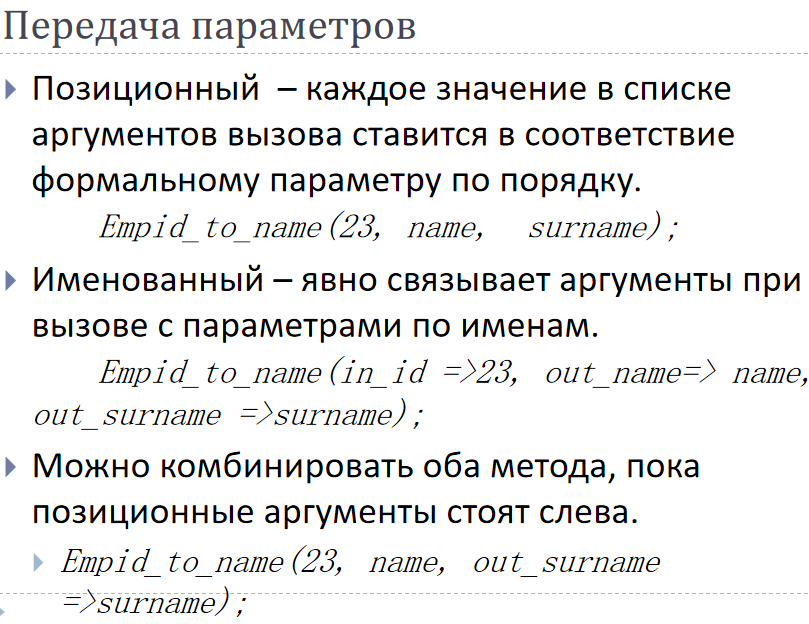 Передача параметров
Позиционный – каждое значение в списке
аргументов вызова ставится в соответствие
формальному параметру по порядку.
Empid_to_name(23, name, surname);
Именованный – явно связывает аргументы при
вызове с параметрами по именам.
Empid_to_name(in_id =>23, out_name=> name,
out_surname =>surname);
Можно комбинировать оба метода, пока
позиционные аргументы стоят слева.
Empid_to_name(23, name, out_surname
=>surname);